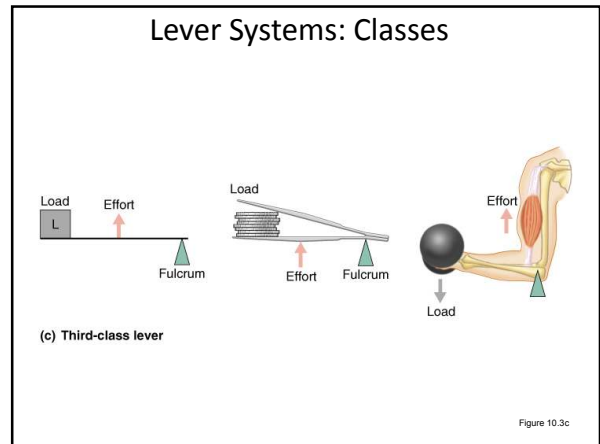 Lever Systems: Classes
Load
L
Effort
Fulcrum
Load
Effort
Fulcrum
Effort
Load
(c) Third-class lever
Figure 10.3c